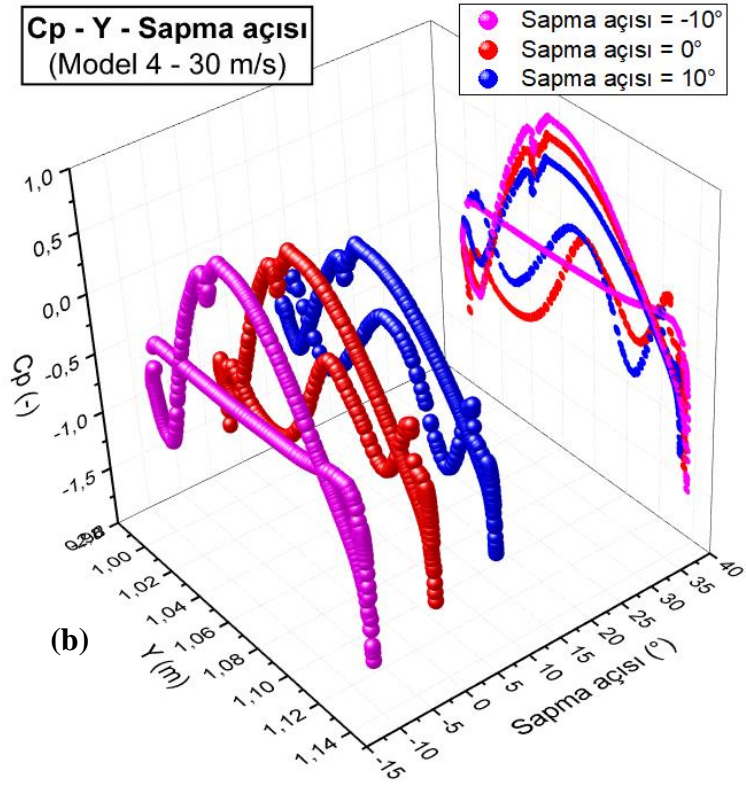 Cp - Y - Sapma açısı
(Model 4 - 30 m/s)
Sapma açısı = -10°
Sapma açısı = 0°
Sapma açısı = 10°
1,0
0,5
0,0
-0,5
-1,0
-1,5
Cp (-)
1,00
1,02
1,04
1,06
1,08
1,10
1,12
1,14
Y (m)
-15
-10
-5
0
5
10
15
20
25
30
35
40
Sapma açısı (°)
(b)